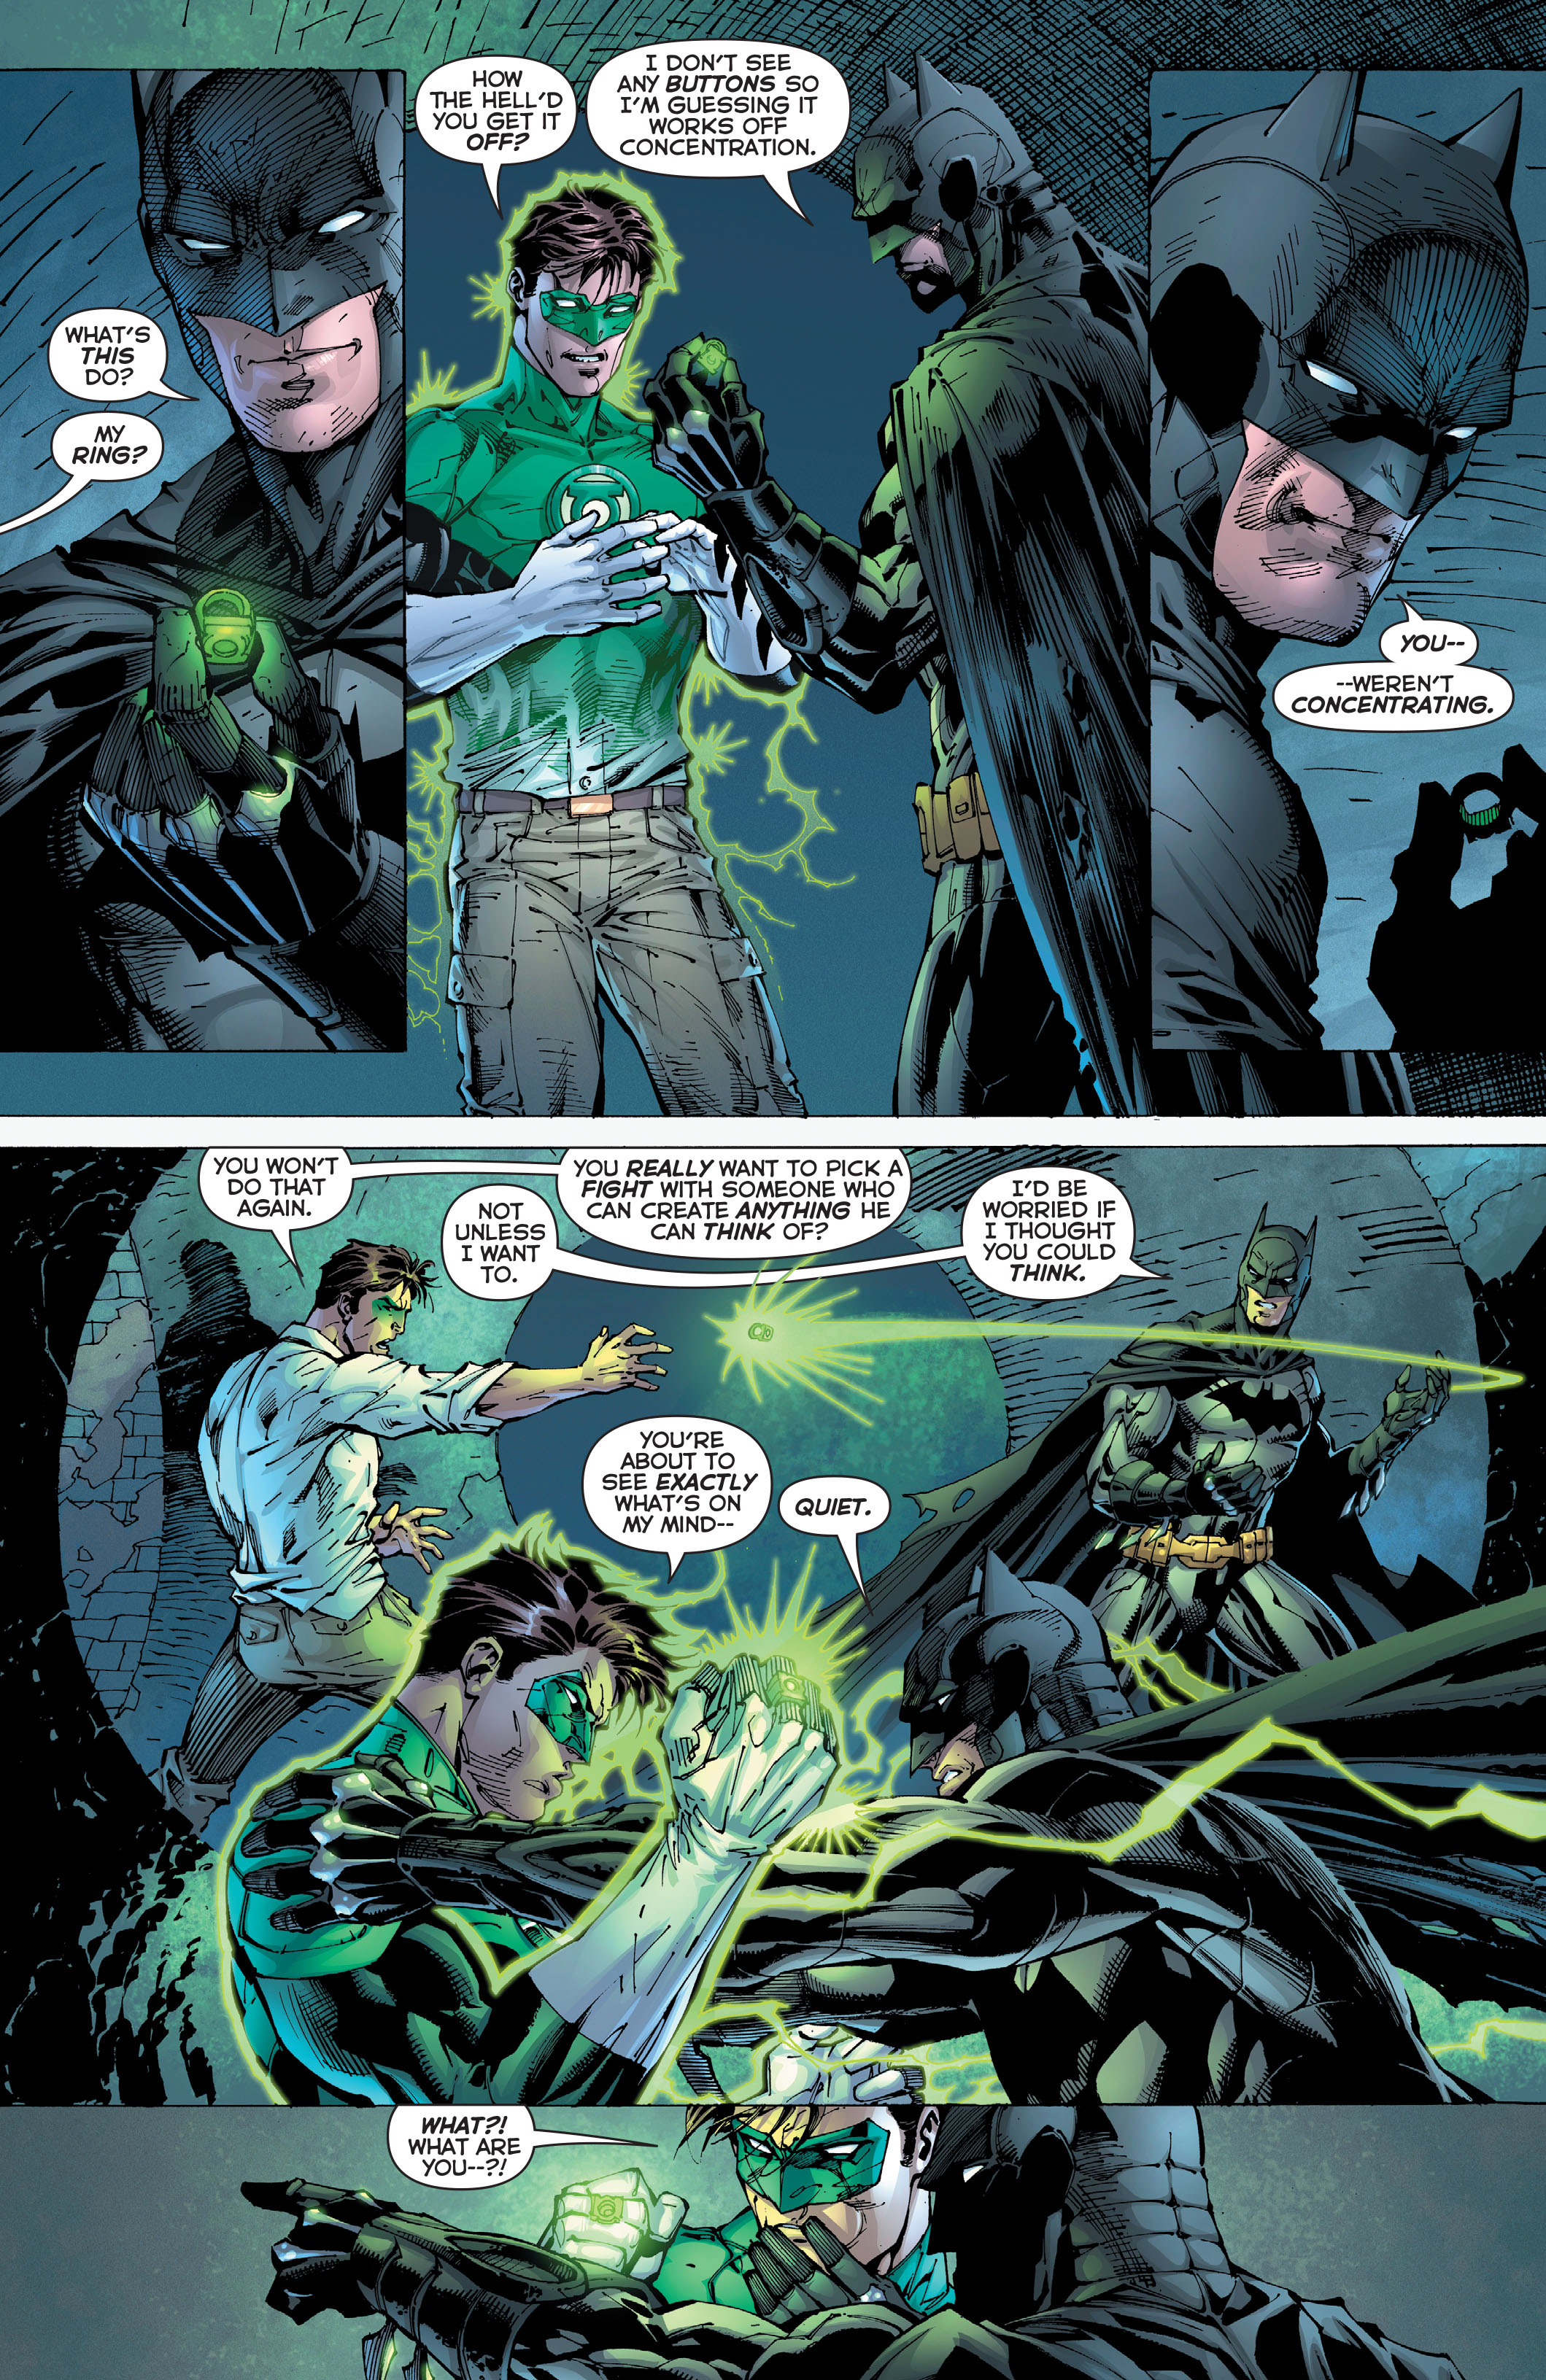 WHAT'S
THIS
DO?
MY
RING?
HOW
THE HELL'D
YOU GET IT
OFF?
I DON'T SEE
ANY BUTTONS SO
I'M GUESSING IT
WORKS OFF
CONCENTRATION.
YOU--
--WEREN'T
CONCENTRATING.
YOU WON'T
DO THAT
AGAIN.
NOT
UNLESS
I WANT
TO.
YOU REALLY WANT TO PICK A
FIGHT WITH SOMEONE WHO
CAN CREATE ANYTHING HE
CAN THINK OF?
I'D BE
WORRIED IF
I THOUGHT
YOU COULD
THINK.
YOU'RE
ABOUT TO
SEE EXACTLY
WHAT'S ON
MY MIND--
QUIET.
WHAT?!
WHAT ARE
YOU--?!